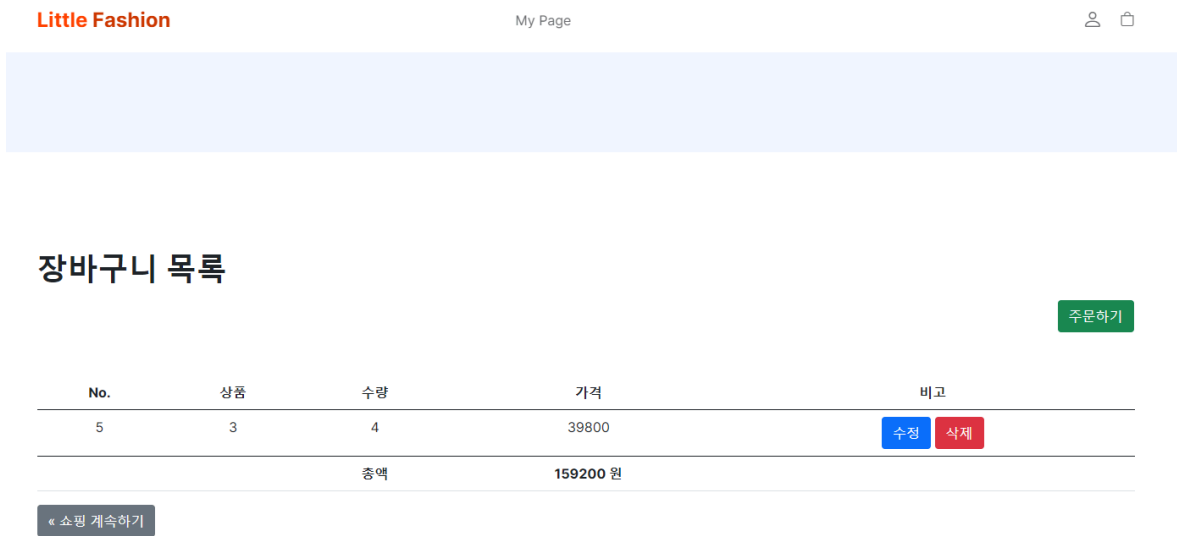 Little Fashion My Page
장바구니 목록
주문하기
No. 상품 수량 가격 비고
5 3 4 39800 수정 삭제
총액 159200 원
« 쇼핑 계속하기